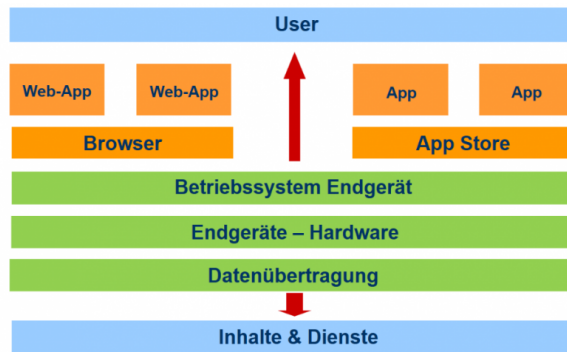 User
Web-App
Web-App
App
App
Browser
App Store
Betriebssystem Endgerät
Endgeräte – Hardware
Datenübertragung
Inhalte & Dienste